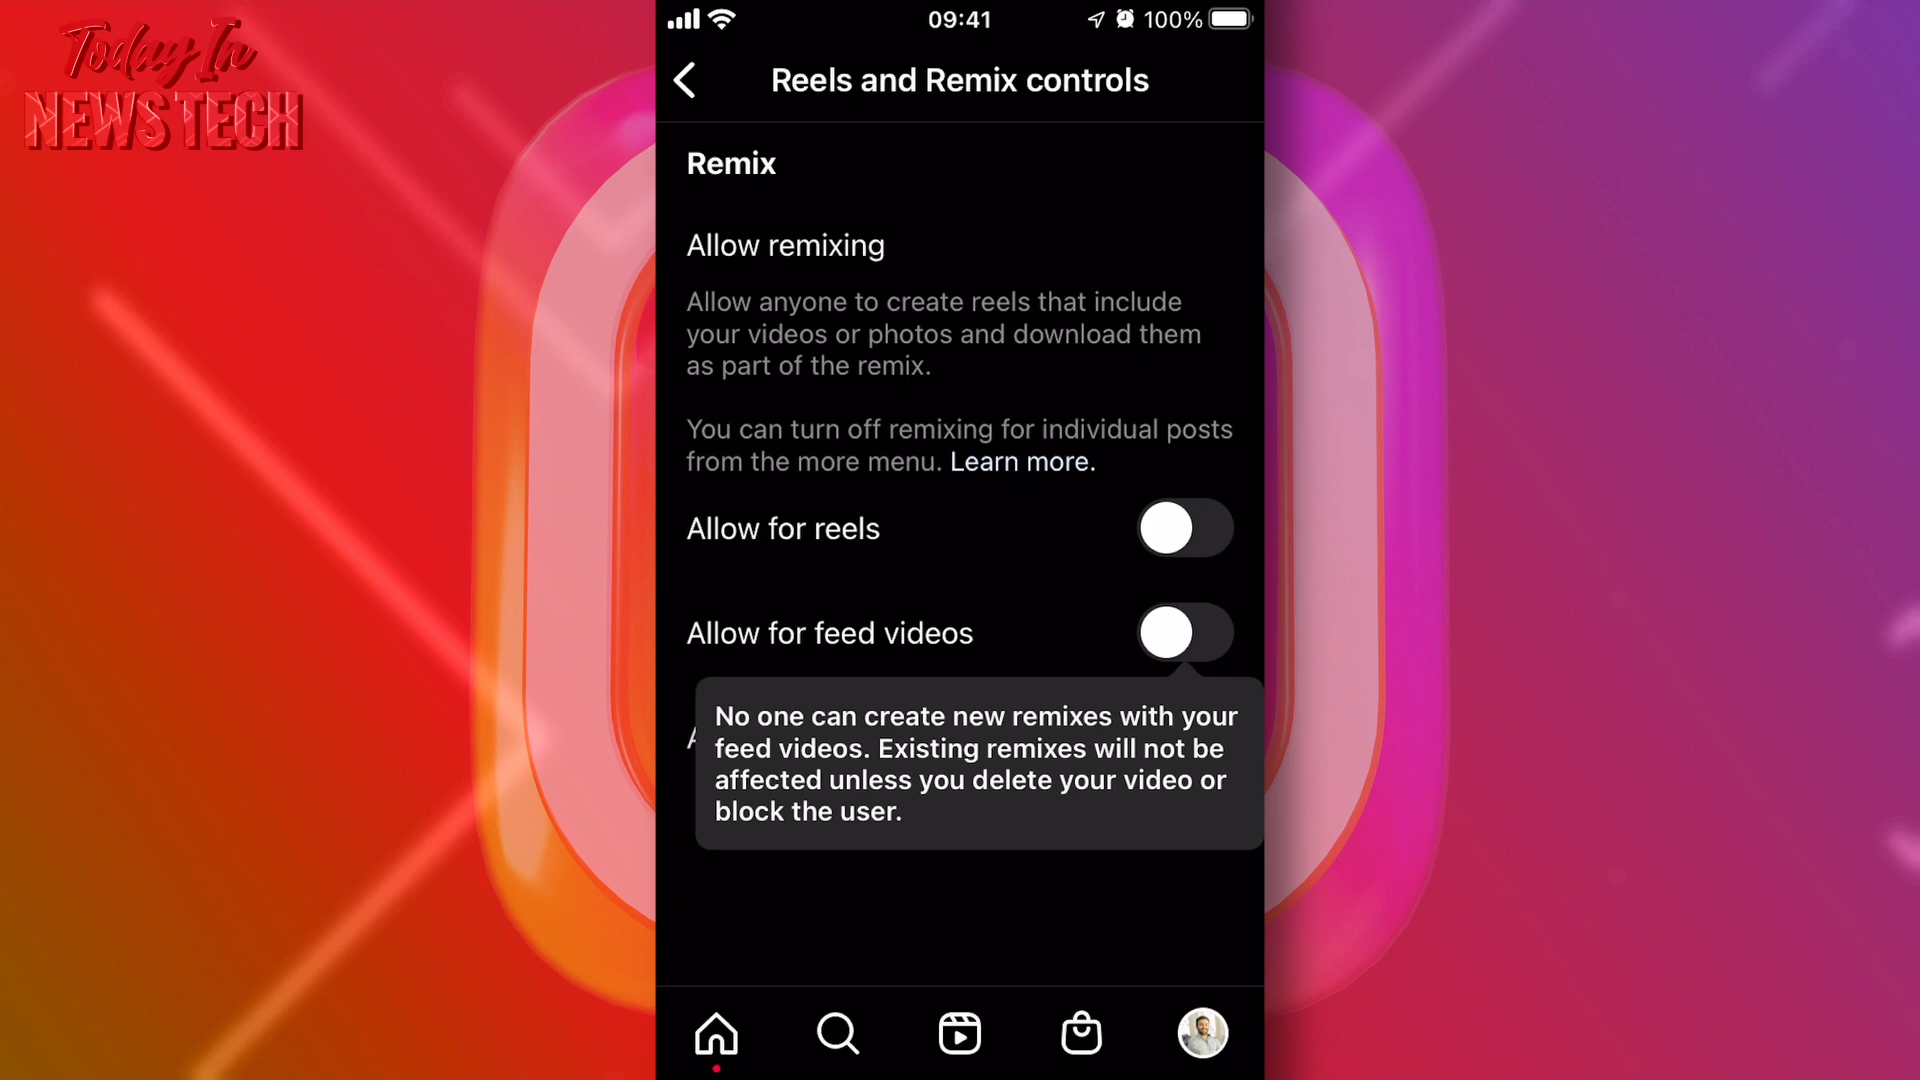 Today In
NEWS TECH
09:41
100%
Reels and Remix controls
Remix
Allow remixing
Allow anyone to create reels that include
your videos or photos and download them
as part of the remix.
You can turn off remixing for individual posts
from the more menu. Learn more.
Allow for reels
Allow for feed videos
No one can create new remixes with your
feed videos. Existing remixes will not be
affected unless you delete your video or
block the user.